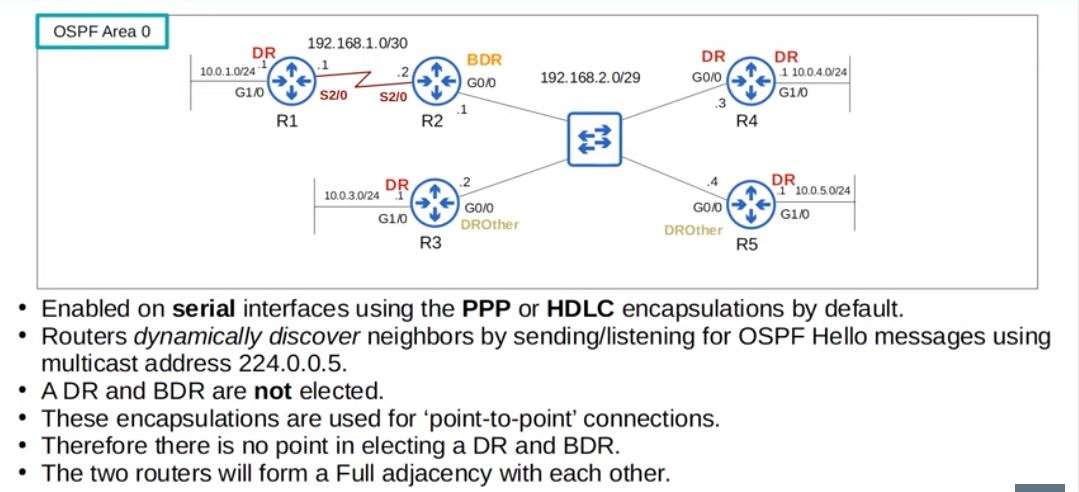 OSPF Area 0
DR
192.168.1.0/30
BDR
192.168.2.0/29
DR
DR
10.0.1.0/24
.1
.1
.2
G0/0
G0/0
.1 10.0.4.0/24
G1/0
S2/0
S2/0
.1
.3
G1/0
R1
R2
R4
DR
.2
.4
DR
10.0.3.0/24
.1
.1 10.0.5.0/24
G1/0
G0/0
G0/0
G1/0
DROther
DROther
R3
R5
• Enabled on serial interfaces using the PPP or HDLC encapsulations by default.
• Routers dynamically discover neighbors by sending/listening for OSPF Hello messages using
multicast address 224.0.0.5.
• A DR and BDR are not elected.
• These encapsulations are used for ‘point-to-point’ connections.
• Therefore there is no point in electing a DR and BDR.
• The two routers will form a Full adjacency with each other.